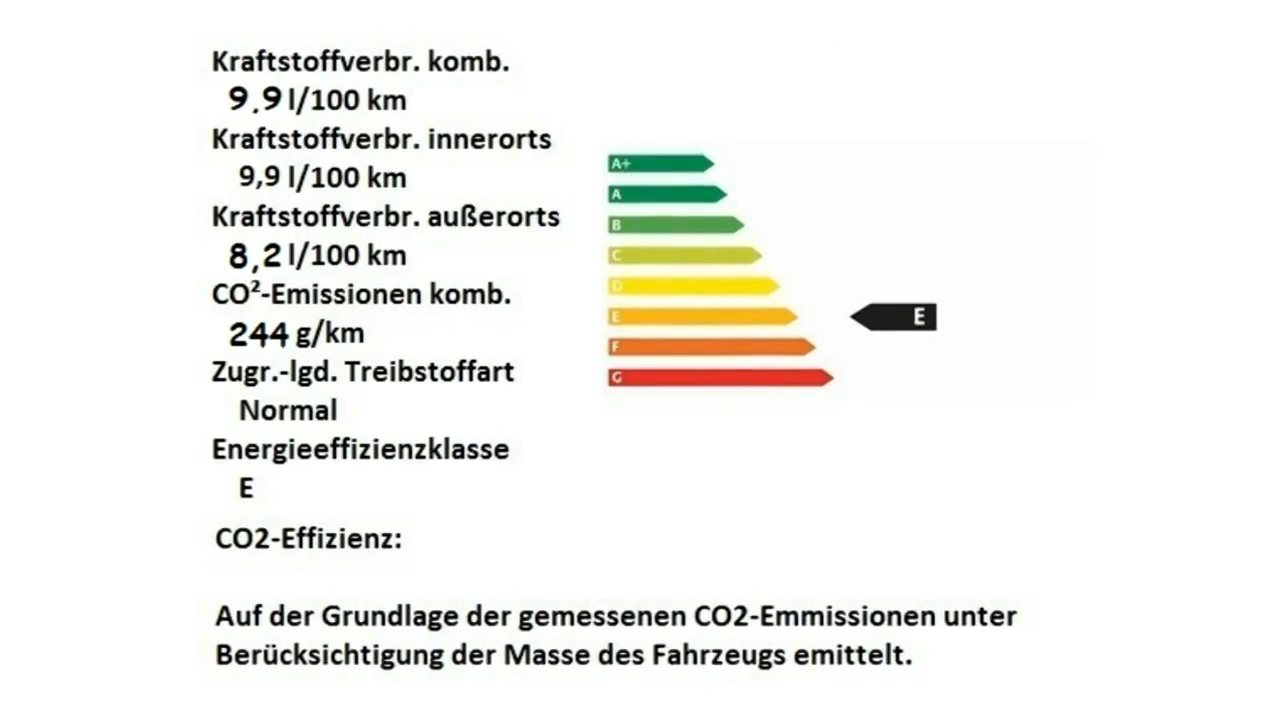 Kraftstoffverbr. komb.
9.9 l/100 km
Kraftstoffverbr. innerorts
9,9 l/100 km
Kraftstoffverbr. außerorts
8,2 l/100 km
CO²-Emissionen komb.
244 g/km
Zugr.-lgd. Treibstoffart
Normal
Energieeffizienzklasse
E
A+
A
B
C
D
E
E
F
G
CO2-Effizienz:
Auf der Grundlage der gemessenen CO2-Emmissionen unter
Berücksichtigung der Masse des Fahrzeugs emittelt.